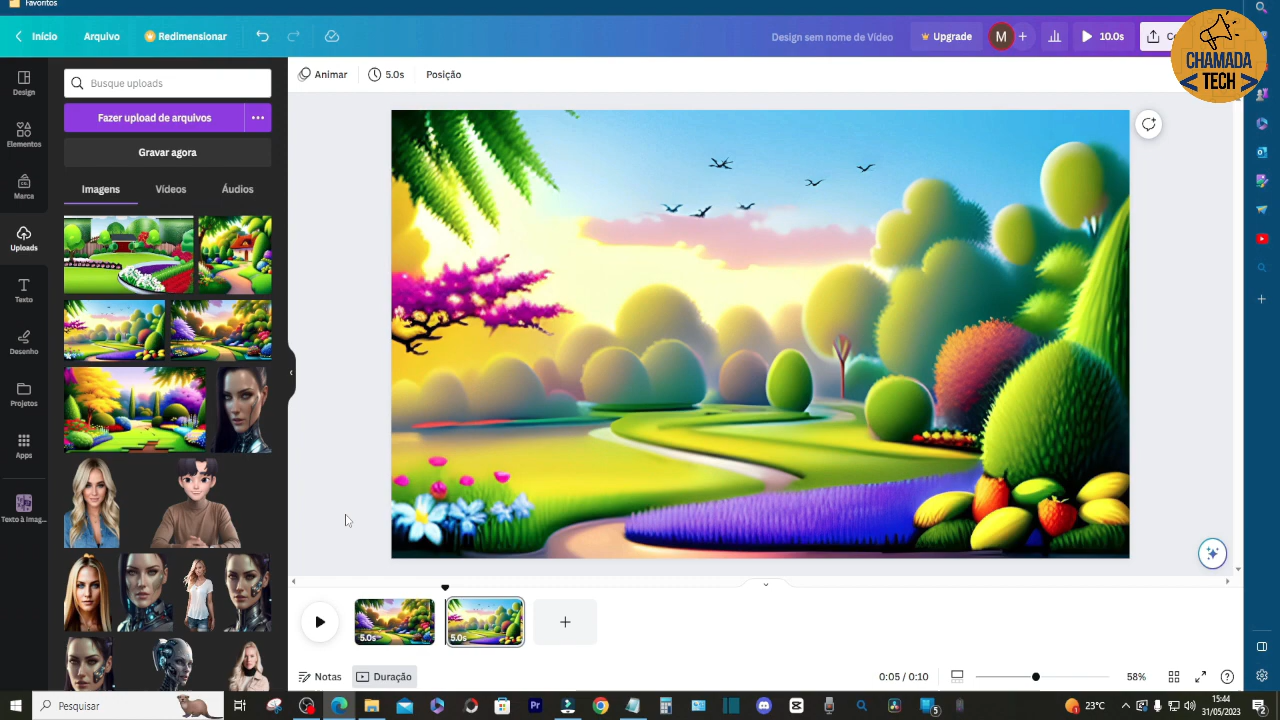 Favoritos
Início
Arquivo
Redimensionar
Design sem nome de Vídeo
Upgrade
M
10.0s
CHAMADA
TECH
Design
Elementos
Marca
Uploads
Texto
Desenho
Projetos
Apps
Texto à Imag...
Busque uploads
Fazer upload de arquivos
Gravar agora
Imagens
Vídeos
Áudios
Animar
5.0s
Posição
5.0s
5.0s
Notas
Duração
0:05 / 0:10
58%
Pesquisar
23°C
15:44
31/05/2023